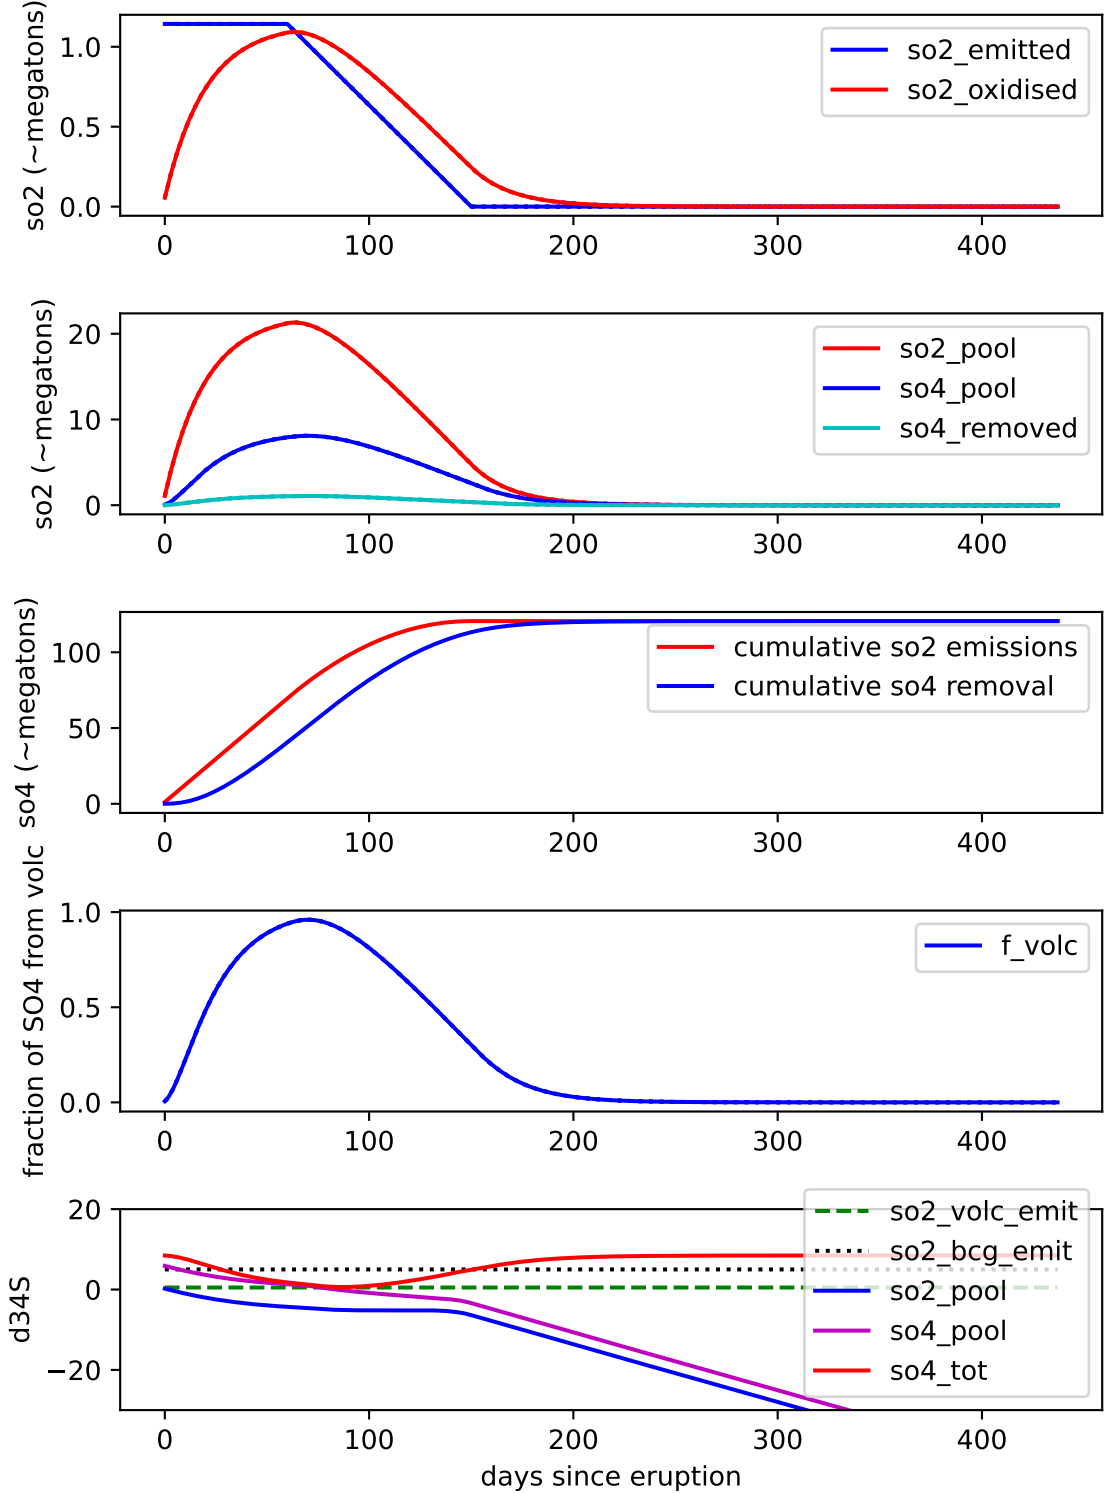 so2 (~megatons)
1.0
0.5
0.0
so2_emitted
so2_oxidised
0 100 200 300 400
so2 (~megatons)
20
10
0
so2_pool
so4_pool
so4_removed
0 100 200 300 400
so4 (~megatons)
100
50
0
cumulative so2 emissions
cumulative so4 removal
0 100 200 300 400
fraction of SO4 from volc
1.0
0.5
0.0
f_volc
0 100 200 300 400
d34S
20
0
−20
so2_volc_emit
so2_bcg_emit
so2_pool
so4_pool
so4_tot
0 100 200 300 400
days since eruption